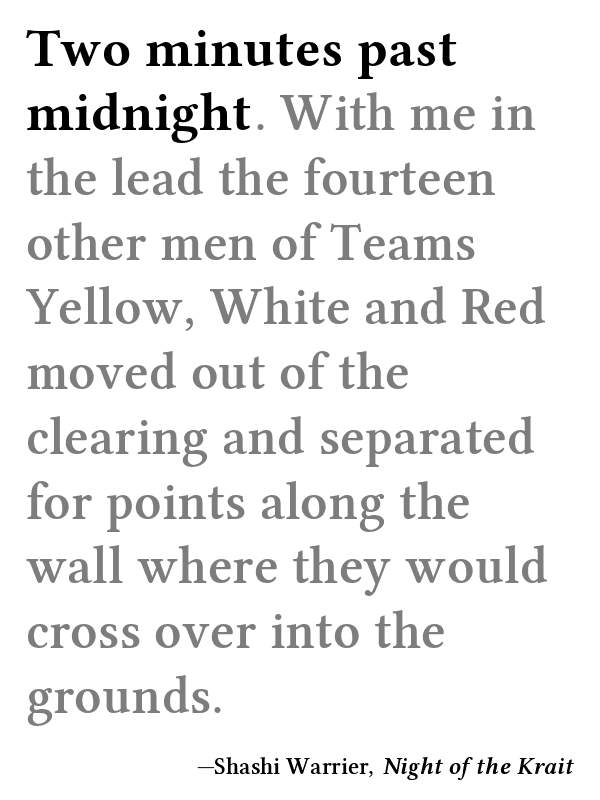 Two minutes past
midnight. With me in
the lead the fourteen
other men of Teams
Yellow, White and Red
moved out of the
clearing and separated
for points along the
wall where they would
cross over into the
grounds.
—Shashi Warrier, Night of the Krait